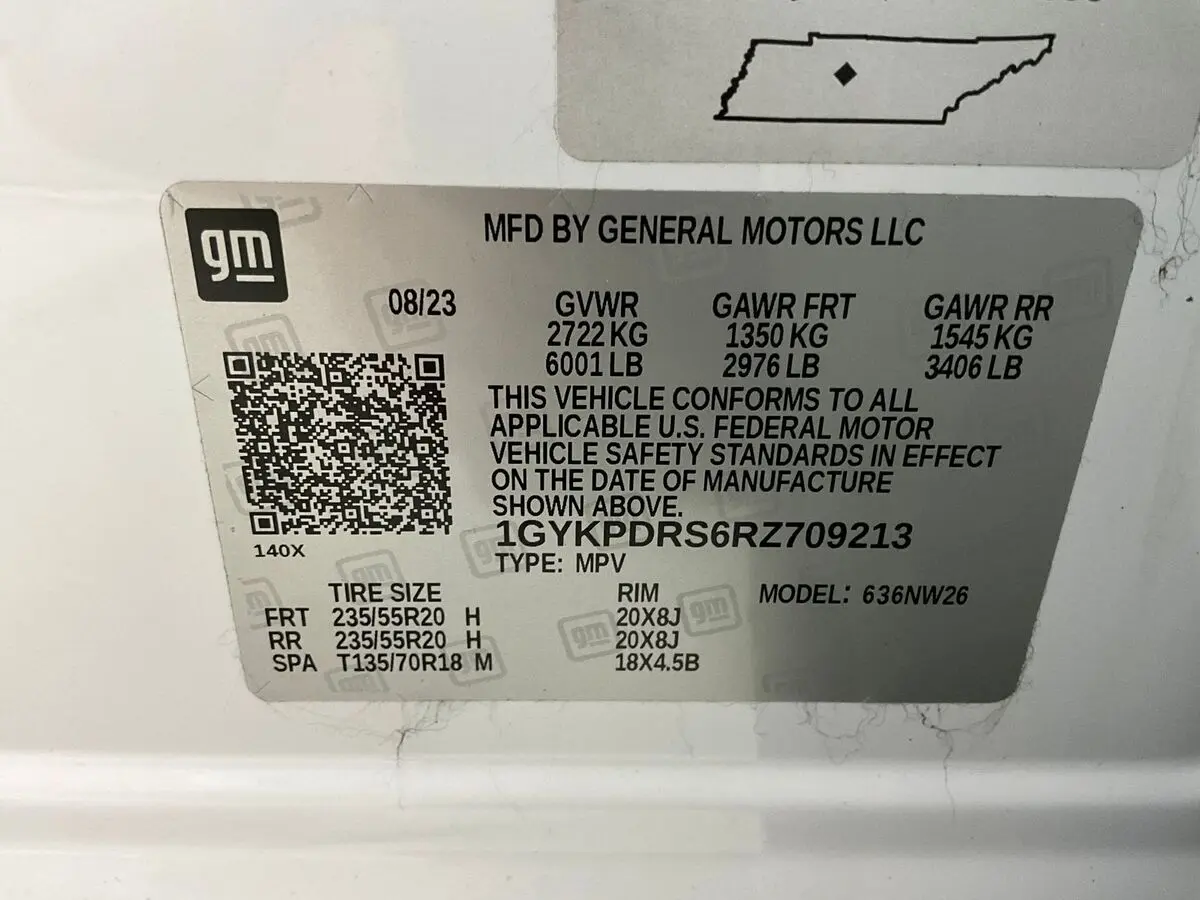 gm
MFD BY GENERAL MOTORS LLC
08/23 GVWR GAWR FRT GAWR RR
2722 KG 1350 KG 1545 KG
6001 LB 2976 LB 3406 LB
THIS VEHICLE CONFORMS TO ALL
APPLICABLE U.S. FEDERAL MOTOR
VEHICLE SAFETY STANDARDS IN EFFECT
ON THE DATE OF MANUFACTURE
SHOWN ABOVE.
1GYKPDRS6RZ709213
140X
TYPE: MPV
TIRE SIZE RIM MODEL: 636NW26
FRT 235/55R20 H 20X8J
RR 235/55R20 H 20X8J
SPA T135/70R18 M 18X4.5B